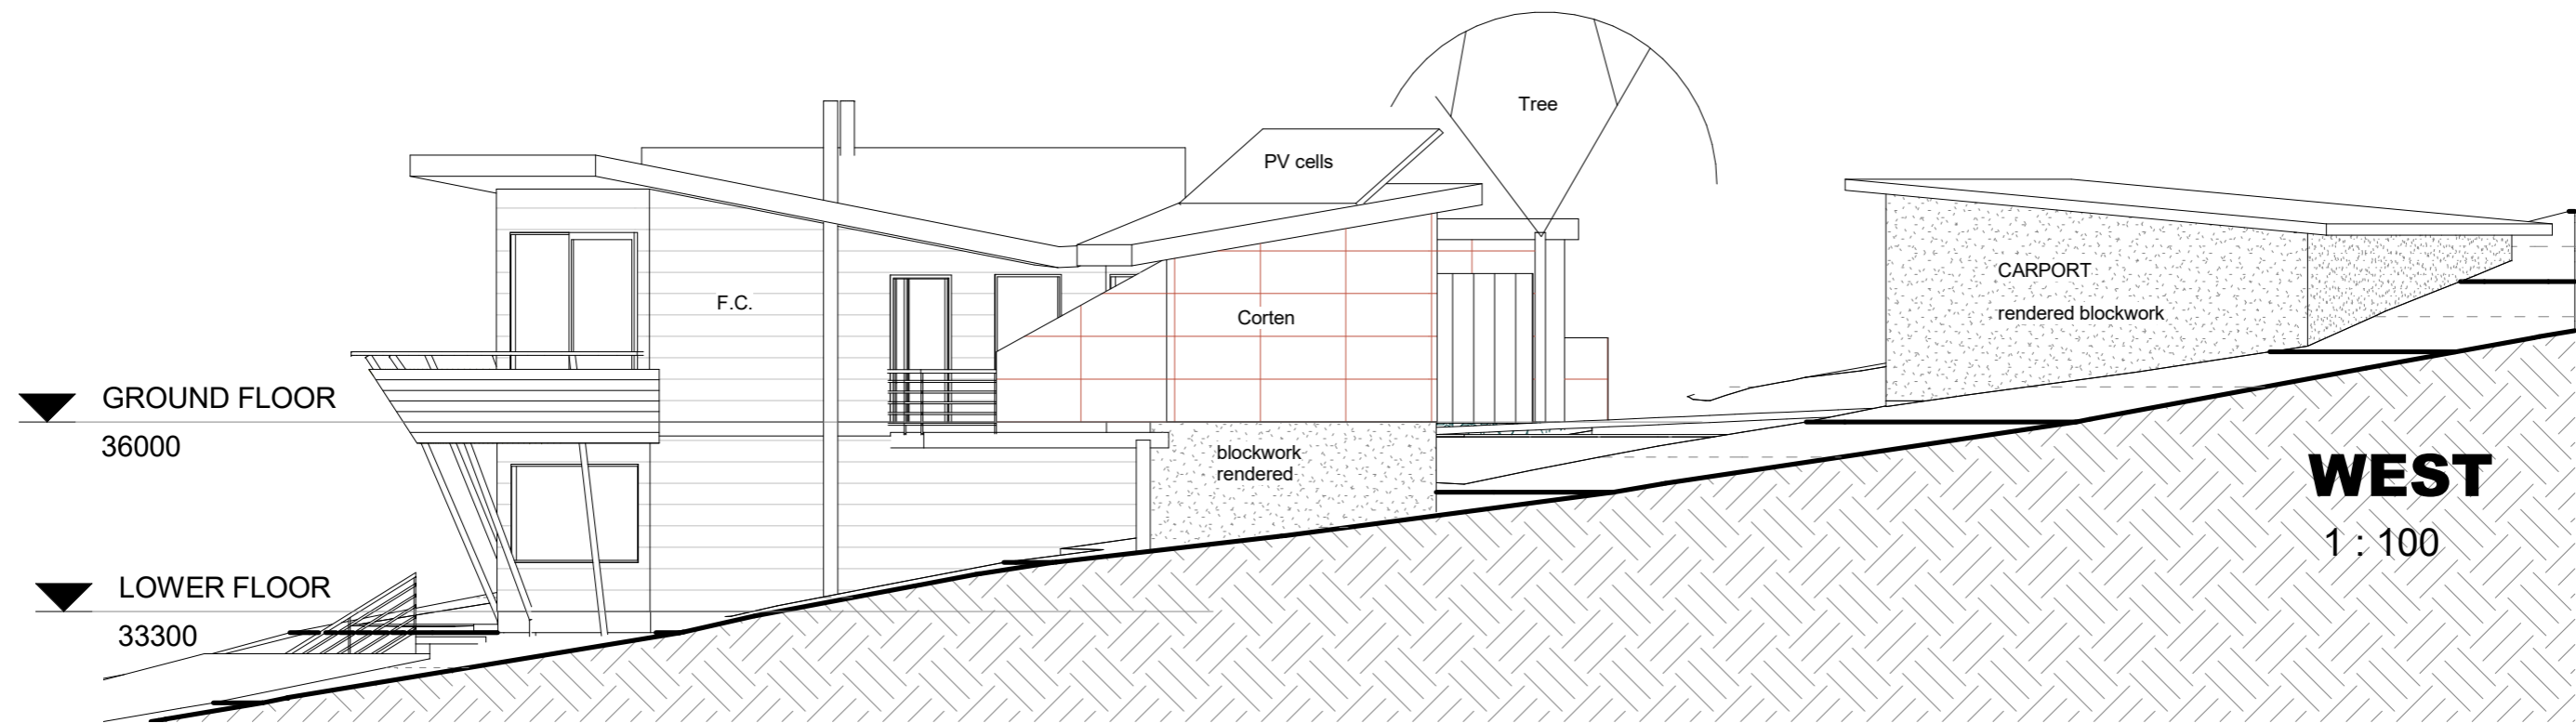 Tree
PV cells
F.C.
Corten
CARPORT
rendered blockwork
GROUND FLOOR
36000
blockwork
rendered
WEST
1 : 100
LOWER FLOOR
33300